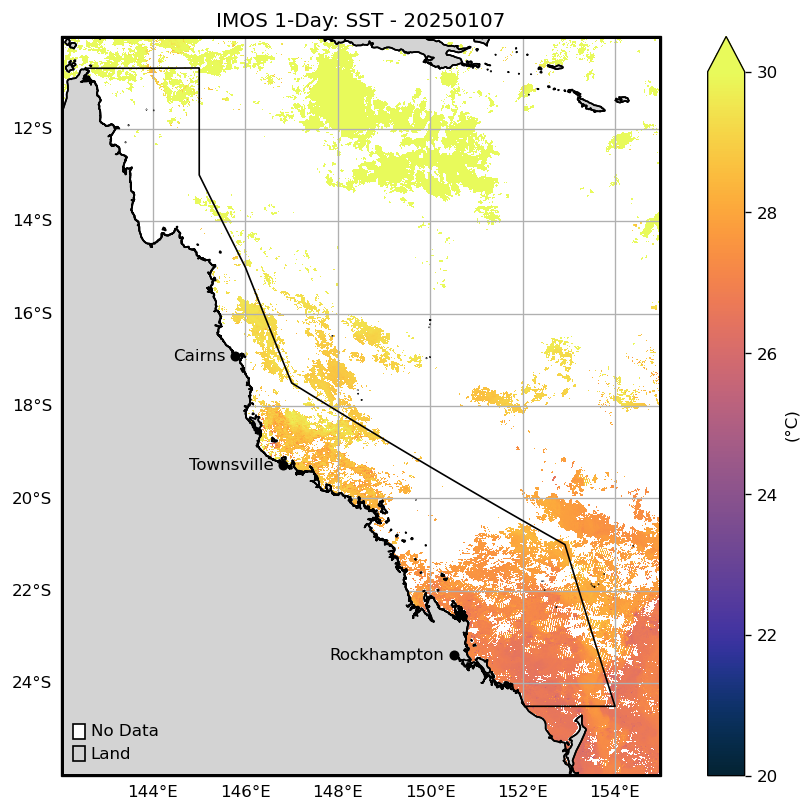 IMOS 1-Day: SST - 20250107
12°S
14°S
16°S
18°S
20°S
22°S
24°S
Cairns
Townsville
Rockhampton
No Data
Land
144°E 146°E 148°E 150°E 152°E 154°E
30
28
26
24
22
20
(°C)